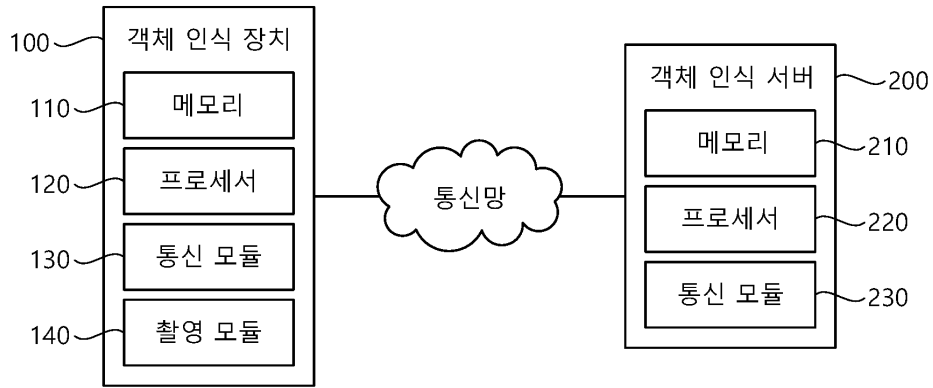 100
객체 인식 장치
110
메모리
120
프로세서
130
통신 모듈
140
촬영 모듈
통신망
객체 인식 서버
200
메모리
210
프로세서
220
통신 모듈
230